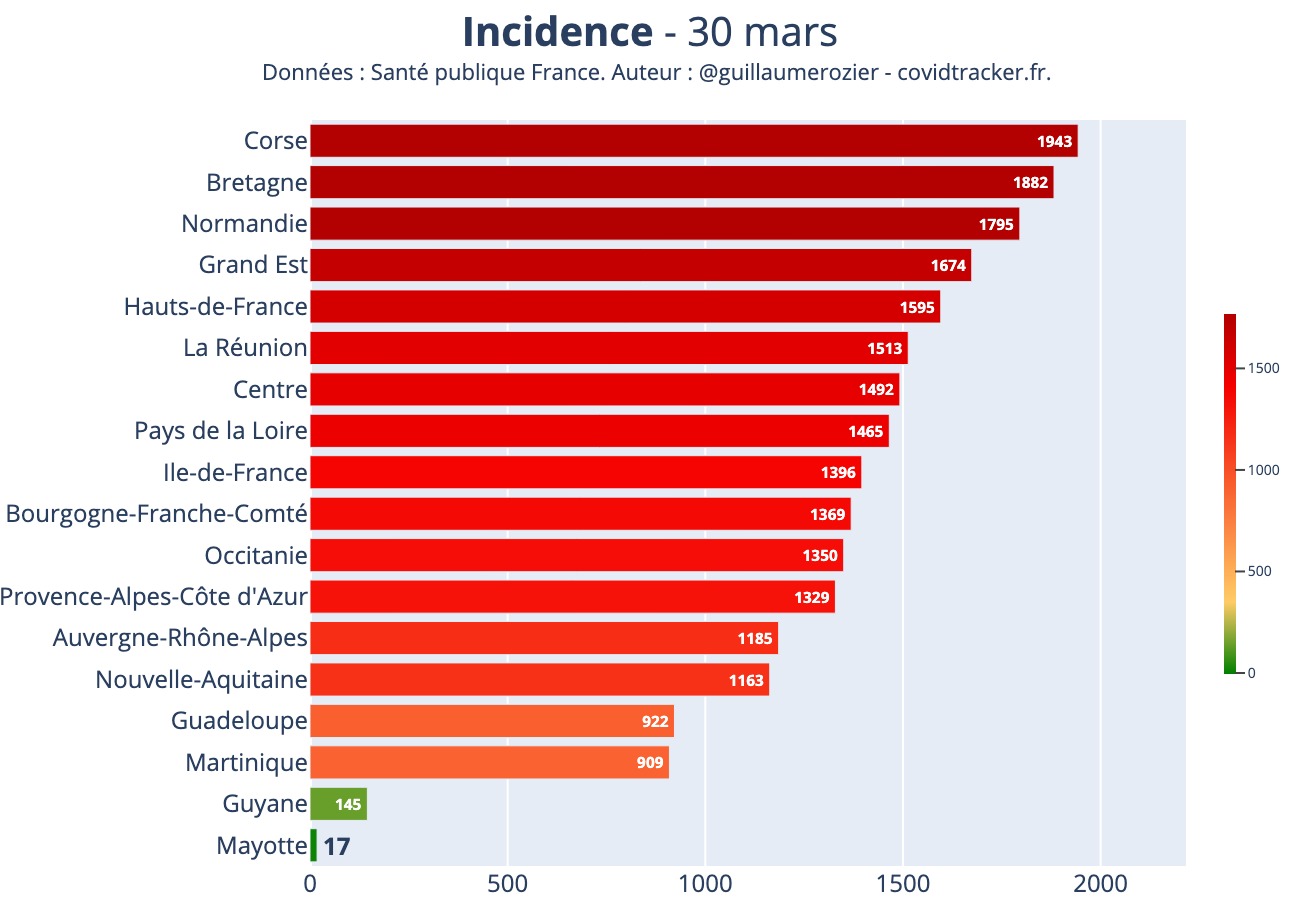 Incidence - 30 mars
Données : Santé publique France. Auteur : @guillaumerozier - covidtracker.fr.
Corse 1943
Bretagne 1882
Normandie 1795
Grand Est 1674
Hauts-de-France 1595
La Réunion 1513
Centre 1492
Pays de la Loire 1465
Ile-de-France 1396
Bourgogne-Franche-Comté 1369
Occitanie 1350
Provence-Alpes-Côte d'Azur 1329
Auvergne-Rhône-Alpes 1185
Nouvelle-Aquitaine 1163
Guadeloupe 922
Martinique 909
Guyane 145
Mayotte 17
0 500 1000 1500 2000
1500
1000
500
0